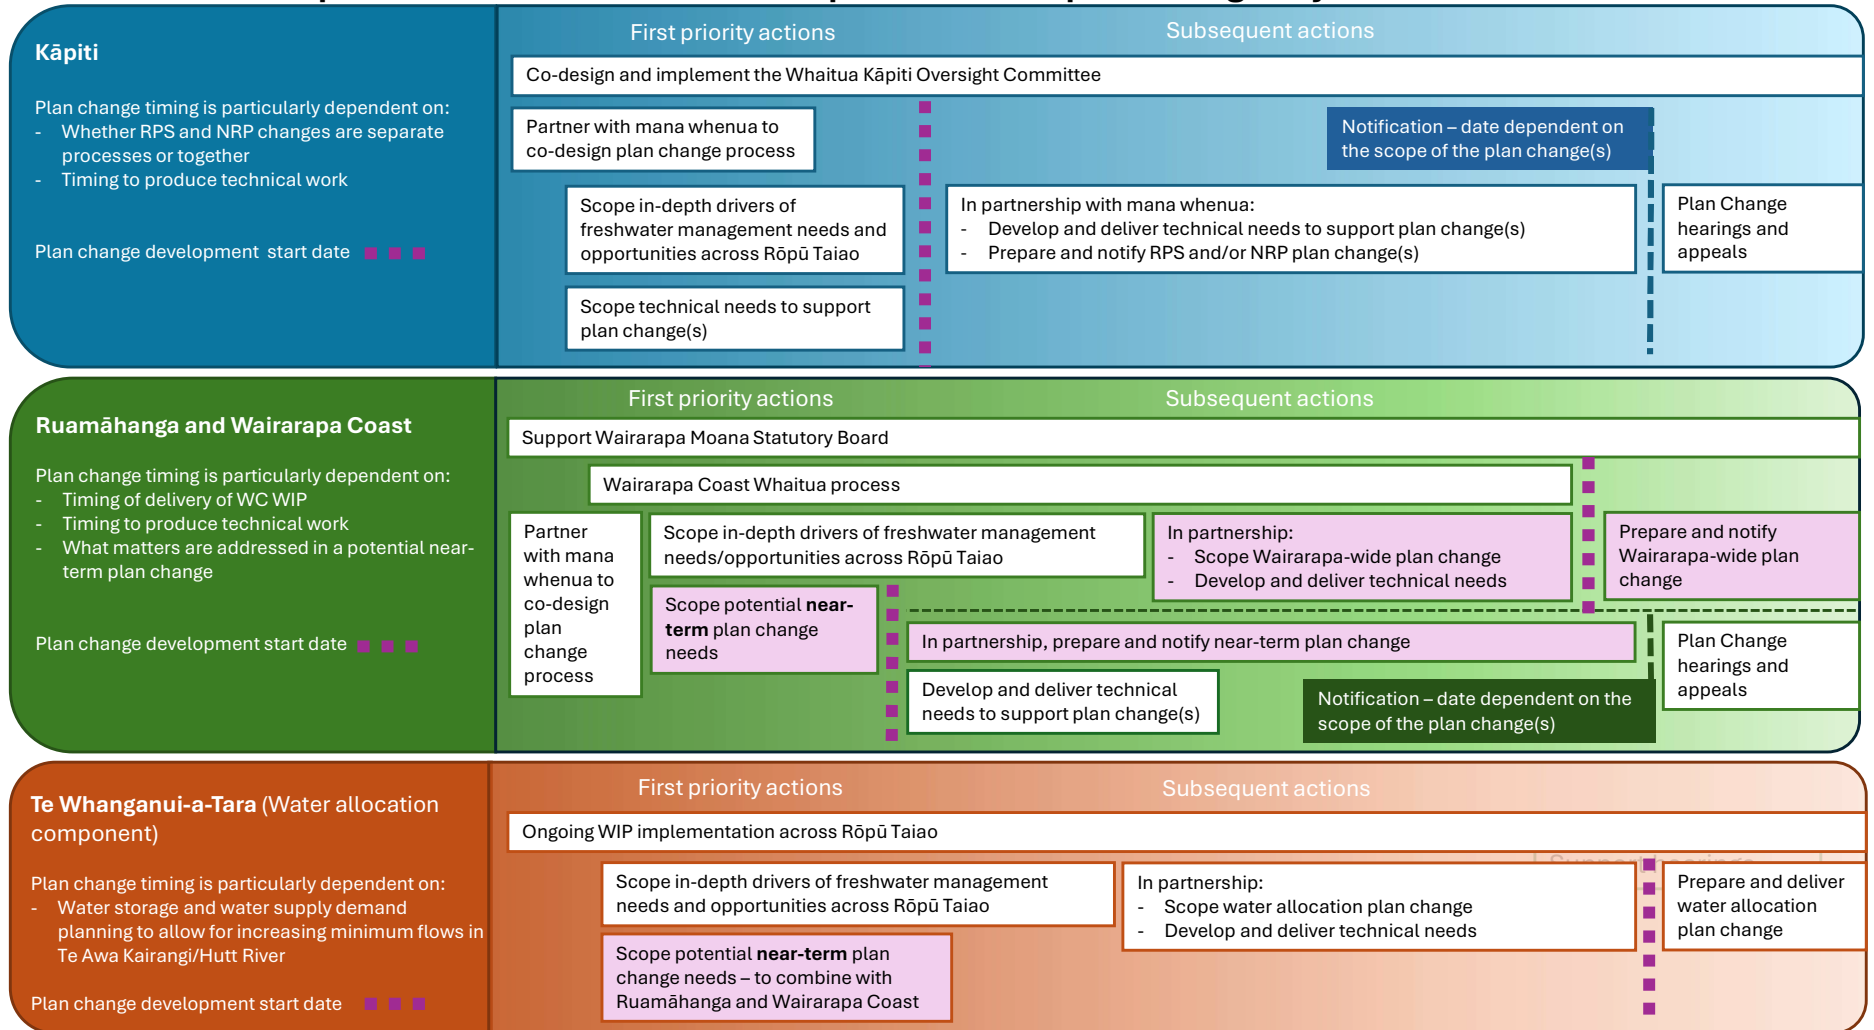 Kāpiti
Plan change timing is particularly dependent on:
- Whether RPS and NRP changes are separate
processes or together
- Timing to produce technical work
Plan change development start date
First priority actions
Subsequent actions
Co-design and implement the Whaitua Kāpiti Oversight Committee
Partner with mana whenua to
co-design plan change process
Notification – date dependent on
the scope of the plan change(s)
Scope in-depth drivers of
freshwater management needs and
opportunities across Rōpū Taiao
In partnership with mana whenua:
- Develop and deliver technical needs to support plan change(s)
- Prepare and notify RPS and/or NRP plan change(s)
Plan Change
hearings and
appeals
Scope technical needs to support
plan change(s)
Ruamāhanga and Wairarapa Coast
Plan change timing is particularly dependent on:
- Timing of delivery of WC WIP
- Timing to produce technical work
- What matters are addressed in a potential near-
term plan change
Plan change development start date
First priority actions
Subsequent actions
Support Wairarapa Moana Statutory Board
Wairarapa Coast Whaitua process
Partner
with mana
whenua to
co-design
plan
change
process
Scope in-depth drivers of freshwater management
needs/opportunities across Rōpū Taiao
In partnership:
- Scope Wairarapa-wide plan change
- Develop and deliver technical needs
Prepare and notify
Wairarapa-wide plan
change
Scope potential near-
term plan change
needs
In partnership, prepare and notify near-term plan change
Plan Change
hearings and
appeals
Develop and deliver technical
needs to support plan change(s)
Notification – date dependent on the
scope of the plan change(s)
Te Whanganui-a-Tara (Water allocation
component)
Plan change timing is particularly dependent on:
- Water storage and water supply demand
planning to allow for increasing minimum flows in
Te Awa Kairangi/Hutt River
Plan change development start date
First priority actions
Subsequent actions
Ongoing WIP implementation across Rōpū Taiao
Scope in-depth drivers of freshwater management
needs and opportunities across Rōpū Taiao
In partnership:
- Scope water allocation plan change
- Develop and deliver technical needs
Prepare and deliver
water allocation
plan change
Scope potential near-term plan
change needs – to combine with
Ruamāhanga and Wairarapa Coast